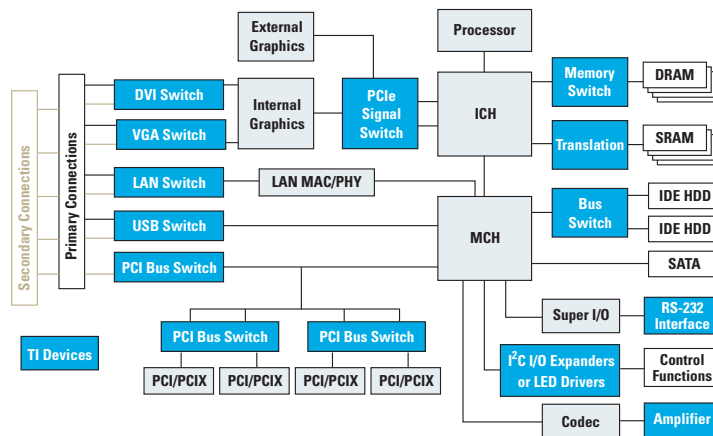 External
Graphics
Processor
DVI Switch
VGA Switch
Internal
Graphics
PCIe
Signal
Switch
ICH
Memory
Switch
DRAM
Translation
SRAM
Secondary Connections
Primary Connections
LAN Switch
LAN MAC/PHY
USB Switch
PCI Bus Switch
MCH
Bus
Switch
IDE HDD
IDE HDD
SATA
Super I/O
RS-232
Interface
PCI Bus Switch
PCI Bus Switch
PCI/PCIX
PCI/PCIX
PCI/PCIX
PCI/PCIX
TI Devices
I²C I/O Expanders
or LED Drivers
Control
Functions
Codec
Amplifier